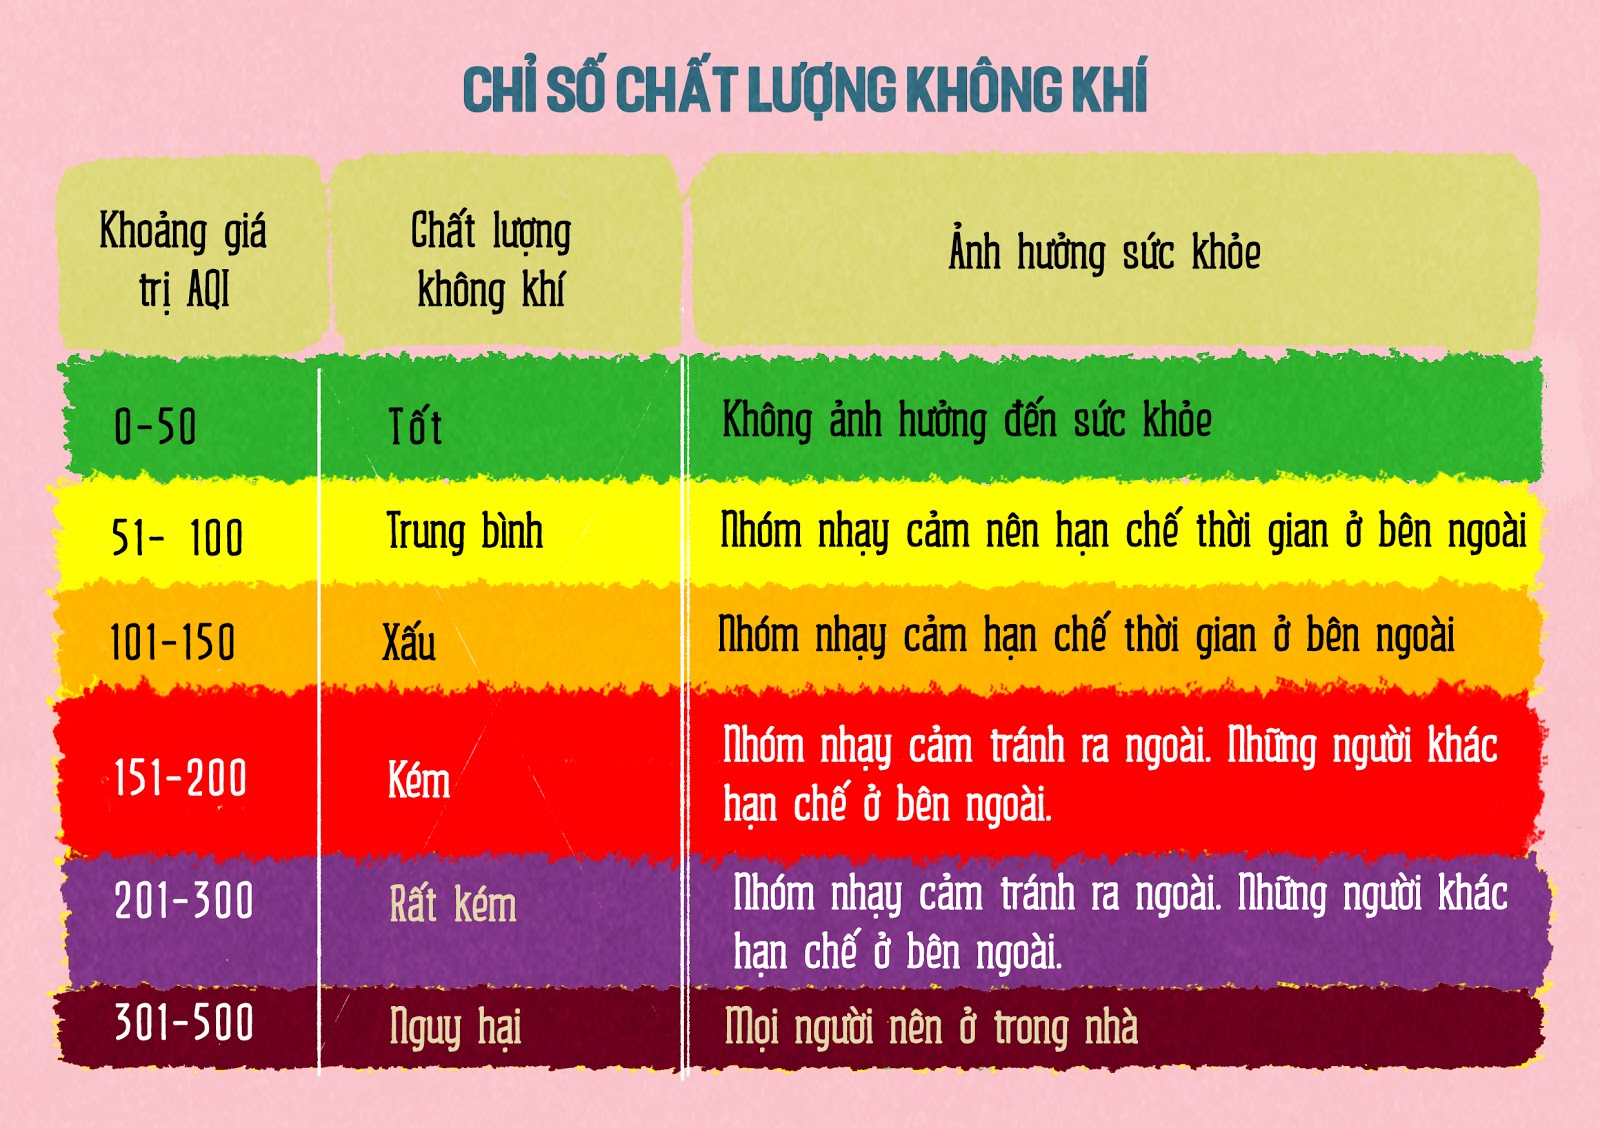 CHỈ SỐ CHẤT LƯỢNG KHÔNG KHÍ
Khoảng giá
trị AQI
Chất lượng
không khí
Ảnh hưởng sức khỏe
0-50
Tốt
Không ảnh hưởng đến sức khỏe
51- 100
Trung bình
Nhóm nhạy cảm nên hạn chế thời gian ở bên ngoài
101-150
Xấu
Nhóm nhạy cảm hạn chế thời gian ở bên ngoài
151-200
Kém
Nhóm nhạy cảm tránh ra ngoài. Những người khác
hạn chế ở bên ngoài.
201-300
Rất kém
Nhóm nhạy cảm tránh ra ngoài. Những người khác
hạn chế ở bên ngoài.
301-500
Nguy hại
Mọi người nên ở trong nhà